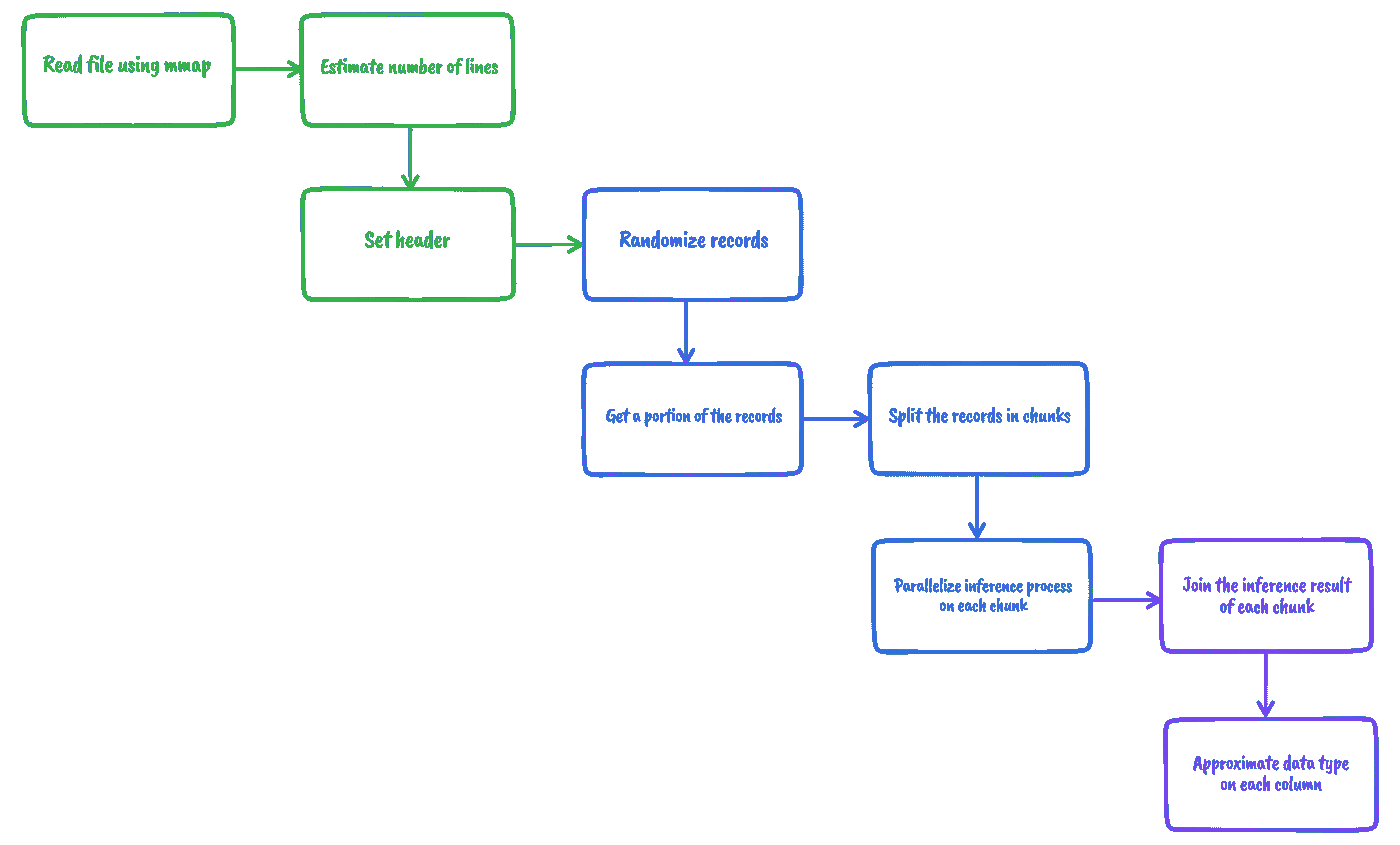 Read file using mmap
Estimate number of lines
Set header
Randomize records
Get a portion of the records
Split the records in chunks
Parallelize inference process
on each chunk
Join the inference result
of each chunk
Approximate data type
on each column